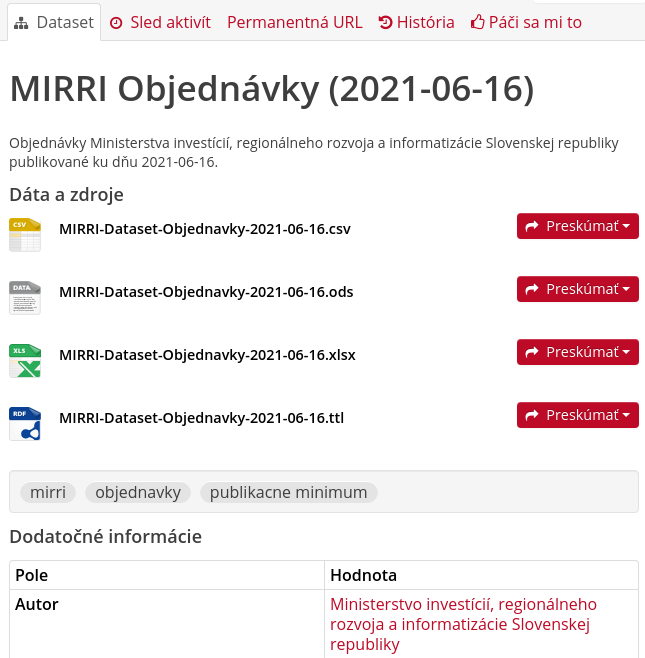 Dataset Sled aktivít Permanentná URL História Páči sa mi to
MIRRI Objednávky (2021-06-16)
Objednávky Ministerstva investícií, regionálneho rozvoja a informatizácie Slovenskej republiky
publikované ku dňu 2021-06-16.
Dáta a zdroje
CSV MIRRI-Dataset-Objednavky-2021-06-16.csv Preskúmať
DATA MIRRI-Dataset-Objednavky-2021-06-16.ods Preskúmať
XLS MIRRI-Dataset-Objednavky-2021-06-16.xlsx Preskúmať
RDF MIRRI-Dataset-Objednavky-2021-06-16.ttl Preskúmať
mirri objednavky publikacne minimum
Dodatočné informácie
Pole Hodnota
Autor Ministerstvo investícií, regionálneho
rozvoja a informatizácie Slovenskej
republiky